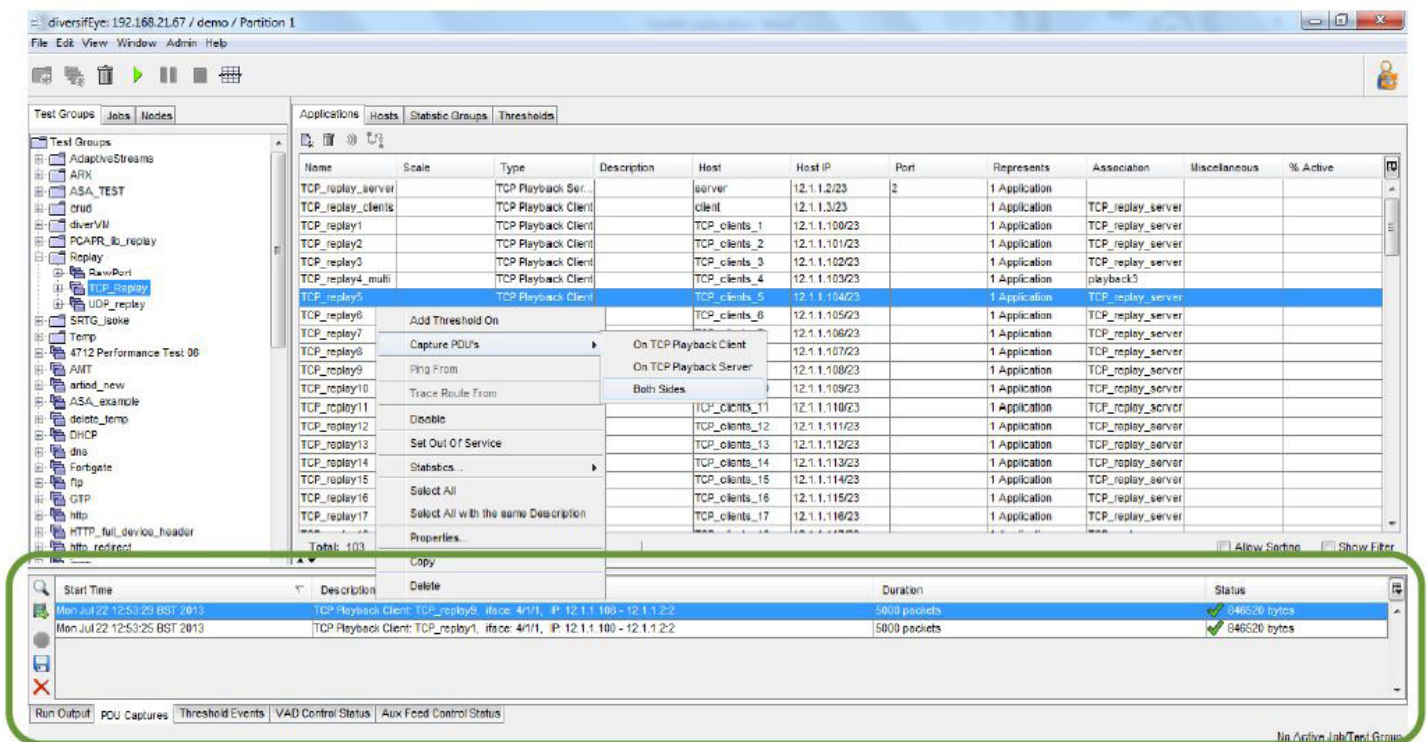 diversifEye: 192.168.21.67 / demo / Partition 1
File Edit View Window Admin Help
Test Groups Jobs Nodes
Applications Hosts Statistic Groups Thresholds
Test Groups
AdaptiveStreams
ARX
ASA_TEST
crud
diverVM
PCAPR_lib_replay
Replay
RawPort
TCP_Replay
UDP_replay
SRTG_Isoke
Temp
4712 Performance Test 06
AMT
artiad_new
ASA_example
delete_temp
DHCP
dns
Fortigate
ftp
GTP
http
HTTP_full_device_header
http_redirect
Name Scale Type Description Host Host IP Port Represents Association Miscellaneous % Active
TCP_replay_server TCP Playback Ser... server 12.1.1.2/23 2 1 Application
TCP_replay_clients TCP Playback Client client 12.1.1.3/23 1 Application TCP_replay_server
TCP_replay1 TCP Playback Client TCP_clients_1 12.1.1.100/23 1 Application TCP_replay_server
TCP_replay2 TCP Playback Client TCP_clients_2 12.1.1.101/23 1 Application TCP_replay_server
TCP_replay3 TCP Playback Client TCP_clients_3 12.1.1.102/23 1 Application TCP_replay_server
TCP_replay4_multi TCP Playback Client TCP_clients_4 12.1.1.103/23 1 Application playback3
TCP_replay5 TCP Playback Client TCP_clients_5 12.1.1.104/23 1 Application TCP_replay_server
TCP_replay6 TCP_clients_6 12.1.1.105/23 1 Application TCP_replay_server
TCP_replay7 12.1.1.106/23 1 Application TCP_replay_server
TCP_replay8 12.1.1.107/23 1 Application TCP_replay_server
TCP_replay9 12.1.1.108/23 1 Application TCP_replay_server
TCP_replay10 12.1.1.109/23 1 Application TCP_replay_server
TCP_replay11 TCP_clients_11 12.1.1.110/23 1 Application TCP_replay_server
TCP_replay12 TCP_clients_12 12.1.1.111/23 1 Application TCP_replay_server
TCP_replay13 TCP_clients_13 12.1.1.112/23 1 Application TCP_replay_server
TCP_replay14 TCP_clients_14 12.1.1.113/23 1 Application TCP_replay_server
TCP_replay15 TCP_clients_15 12.1.1.114/23 1 Application TCP_replay_server
TCP_replay16 TCP_clients_16 12.1.1.115/23 1 Application TCP_replay_server
TCP_replay17 TCP_clients_17 12.1.1.116/23 1 Application TCP_replay_server
Add Threshold On
Capture PDU's
Ping From
Trace Route From
Disable
Set Out Of Service
Statistics...
Select All
Select All with the same Description
Properties...
Copy
Delete
On TCP Playback Client
On TCP Playback Server
Both Sides
Total: 103
Allow Sorting Show Filter
Start Time Description Duration Status
Mon Jul 22 12:53:29 BST 2013 TCP Playback Client: TCP_replay9, iface: 4/1/1, IP: 12.1.1.108 - 12.1.1.2:2 5000 packets 846520 bytes
Mon Jul 22 12:53:25 BST 2013 TCP Playback Client: TCP_replay1, iface: 4/1/1, IP: 12.1.1.100 - 12.1.1.2:2 5000 packets 846520 bytes
Run Output PDU Captures Threshold Events VAD Control Status Aux Feed Control Status
No Active Job/Test Group